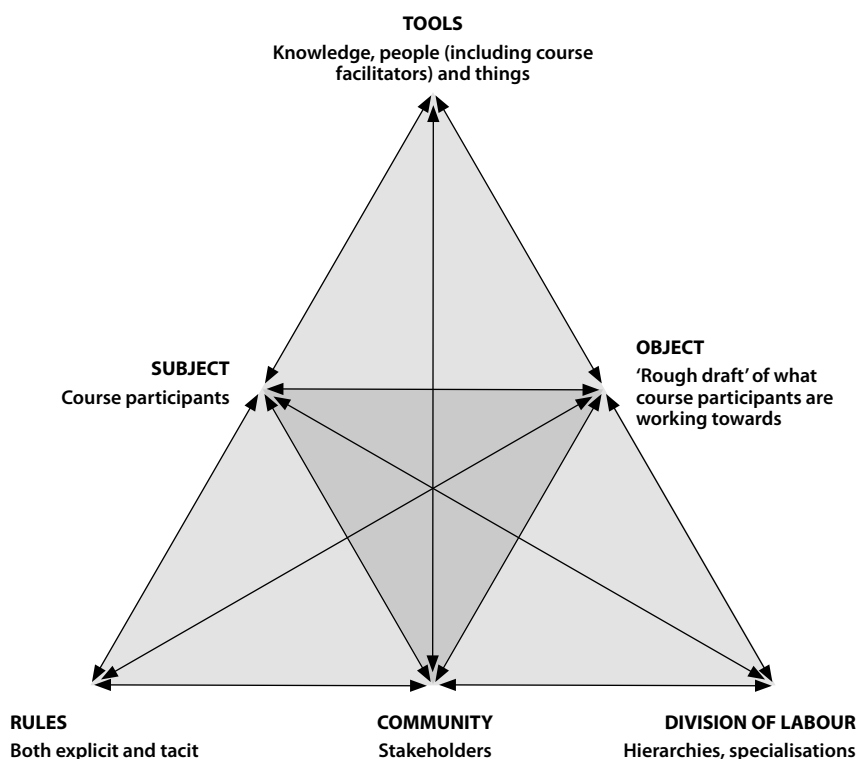 TOOLS
Knowledge, people (including course
facilitators) and things
SUBJECT
Course participants
OBJECT
‘Rough draft’ of what
course participants are
working towards
RULES
Both explicit and tacit
COMMUNITY
Stakeholders
DIVISION OF LABOUR
Hierarchies, specialisations